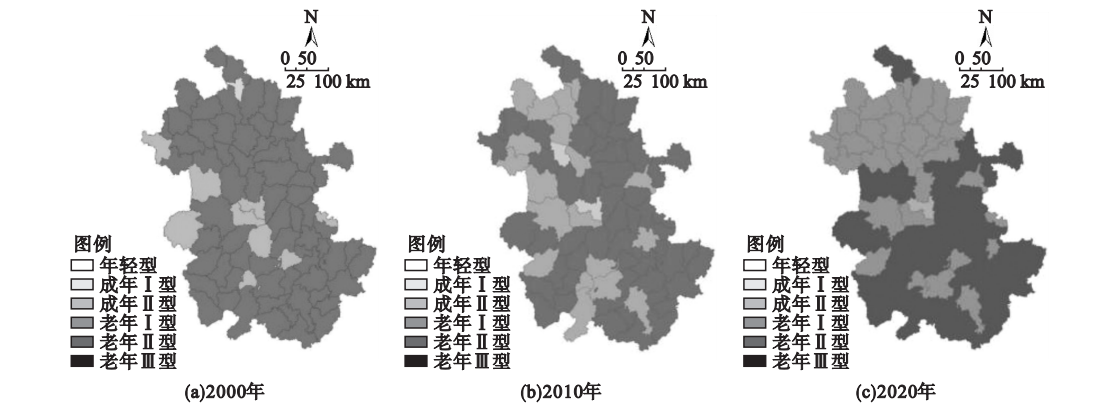 N
0 50
25 100 km
图例
年轻型
成年Ⅰ型
成年Ⅱ型
老年Ⅰ型
老年Ⅱ型
老年Ⅲ型
(a)2000年
N
0 50
25 100 km
图例
年轻型
成年Ⅰ型
成年Ⅱ型
老年Ⅰ型
老年Ⅱ型
老年Ⅲ型
(b)2010年
N
0 50
25 100 km
图例
年轻型
成年Ⅰ型
成年Ⅱ型
老年Ⅰ型
老年Ⅱ型
老年Ⅲ型
(c)2020年